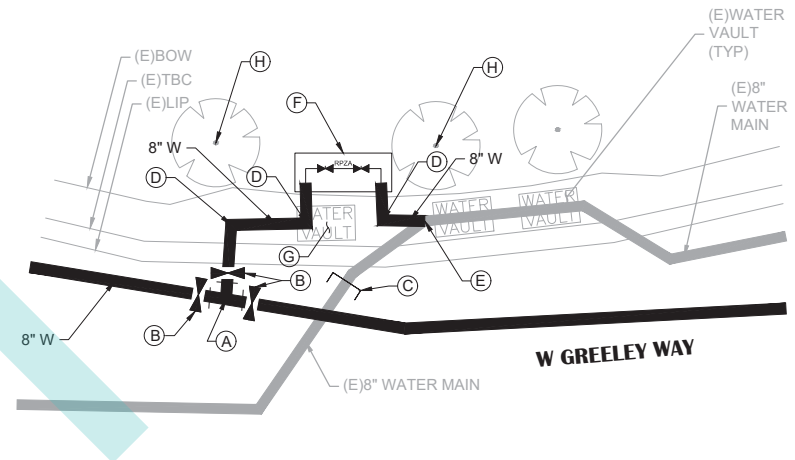 (E)WATER
VAULT
(TYP)
(E)BOW
(E)TBC
(E)LIP
H
H
F
(E)8"
WATER
MAIN
8" W
RPZA
D
D
D
8" W
WATER
VAULT
WATER
VAULT
WATER
VAULT
G
E
B
C
B
A
8" W
W GREELEY WAY
(E)8" WATER MAIN